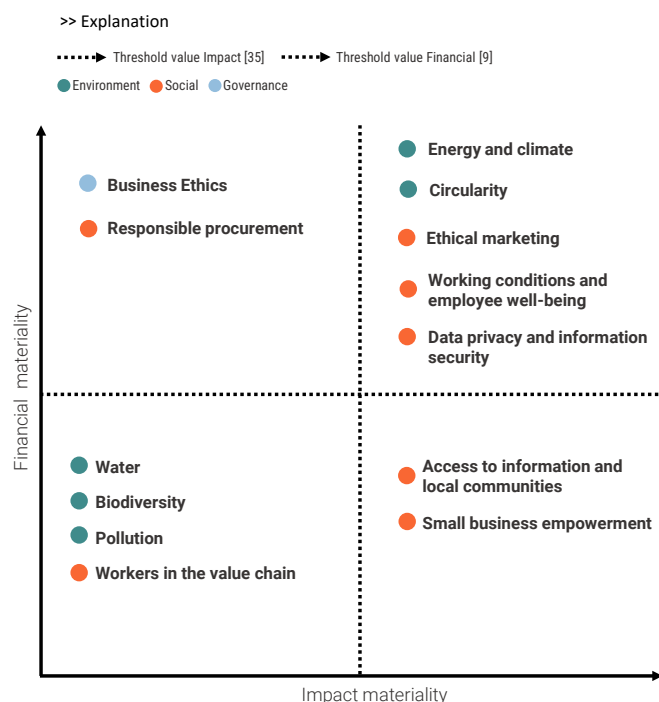 >> Explanation
Threshold value Impact [35]
Threshold value Financial [9]
Environment
Social
Governance
Energy and climate
Business Ethics
Circularity
Responsible procurement
Ethical marketing
Working conditions and
employee well-being
Data privacy and information
security
Financial materiality
Water
Access to information and
local communities
Biodiversity
Small business empowerment
Pollution
Workers in the value chain
Impact materiality